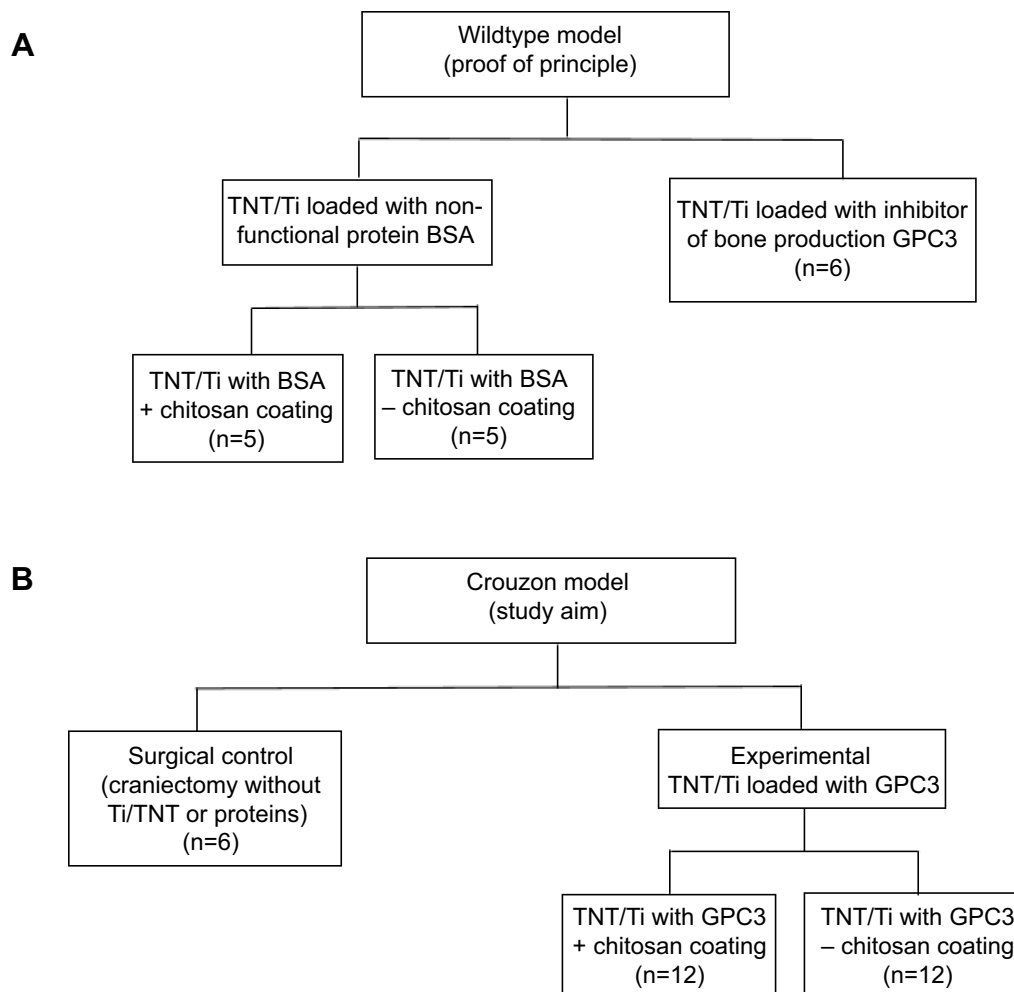 A
Wildtype model
(proof of principle)
TNT/Ti loaded with non-
functional protein BSA
TNT/Ti loaded with inhibitor
of bone production GPC3
(n=6)
TNT/Ti with BSA
+ chitosan coating
(n=5)
TNT/Ti with BSA
– chitosan coating
(n=5)
B
Crouzon model
(study aim)
Surgical control
(craniectomy without
Ti/TNT or proteins)
(n=6)
Experimental
TNT/Ti loaded with GPC3
TNT/Ti with GPC3
+ chitosan coating
(n=12)
TNT/Ti with GPC3
– chitosan coating
(n=12)